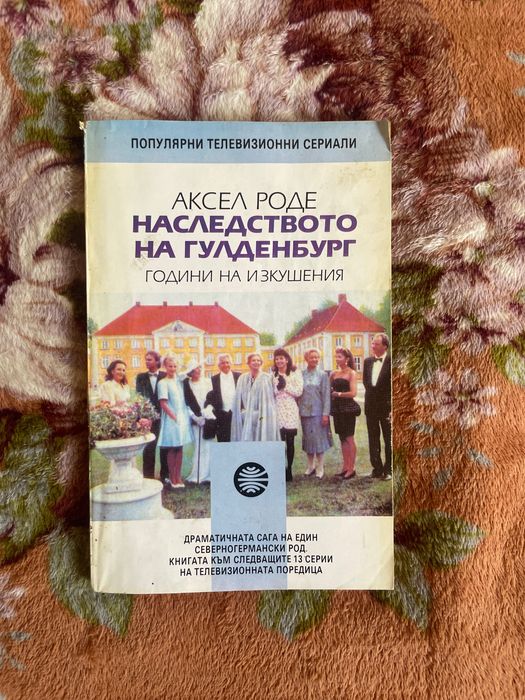 ПОПУЛЯРНИ ТЕЛЕВИЗИОННИ СЕРИАЛИ
АКСЕЛ РОДЕ
НАСЛЕДСТВОТО
НА ГУЛДЕНБУРГ
ГОДИНИ НА ИЗКУШЕНИЯ
ДРАМАТИЧНАТА САГА НА ЕДИН
СЕВЕРНОГЕРМАНСКИ РОД.
КНИГАТА КЪМ СЛЕДВАЩИТЕ 13 СЕРИИ
НА ТЕЛЕВИЗИОННАТА ПОРЕДИЦА